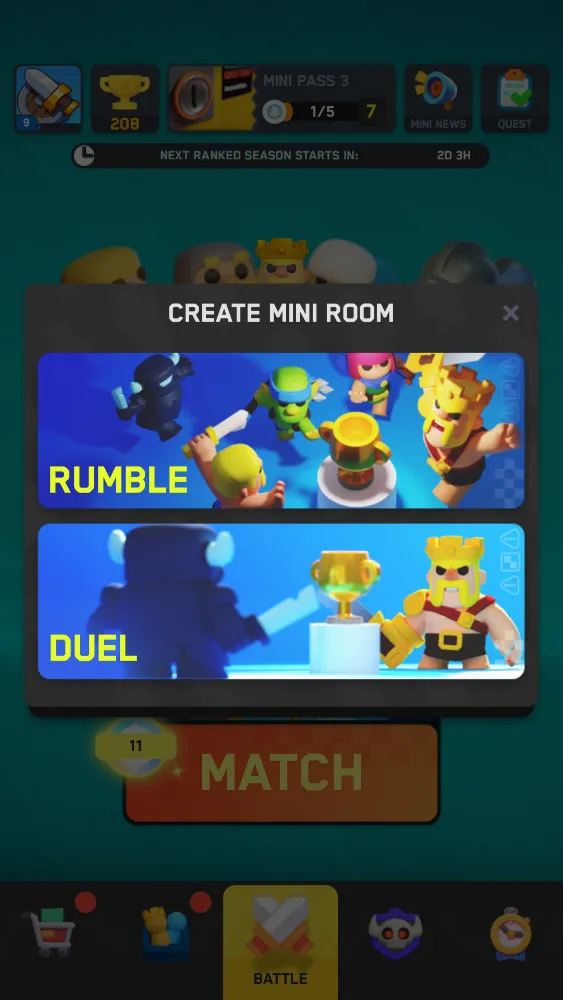 MINI PASS 3
9
208
1/5
7
MINI NEWS
QUEST
NEXT RANKED SEASON STARTS IN:
2D 3H
CREATE MINI ROOM
RUMBLE
DUEL
11
MATCH
BATTLE